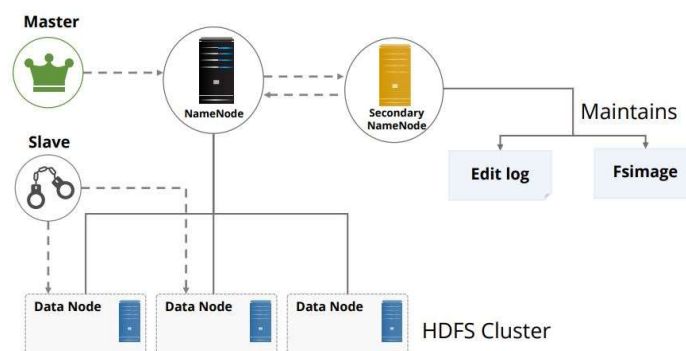 Master
NameNode
Secondary
NameNode
Maintains
Edit log
Fsimage
Slave
Data Node
Data Node
Data Node
HDFS Cluster